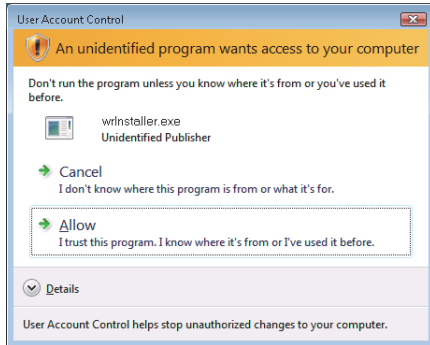 User Account Control
An unidentified program wants access to your computer
Don't run the program unless you know where it's from or you've used it
before.
wrInstaller.exe
Unidentified Publisher
Cancel
I don't know where this program is from or what it's for.
Allow
I trust this program. I know where it's from or I've used it before.
Details
User Account Control helps stop unauthorized changes to your computer.